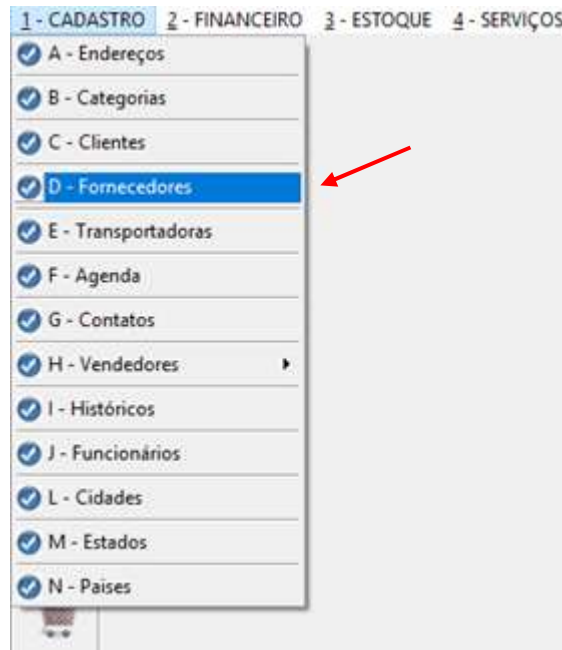 1 - CADASTRO 2 - FINANCEIRO 3 - ESTOQUE 4 - SERVIÇOS
A - Endereços
B - Categorias
C - Clientes
D - Fornecedores
E - Transportadoras
F - Agenda
G - Contatos
H - Vendedores
I - Históricos
J - Funcionários
L - Cidades
M - Estados
N - Paises